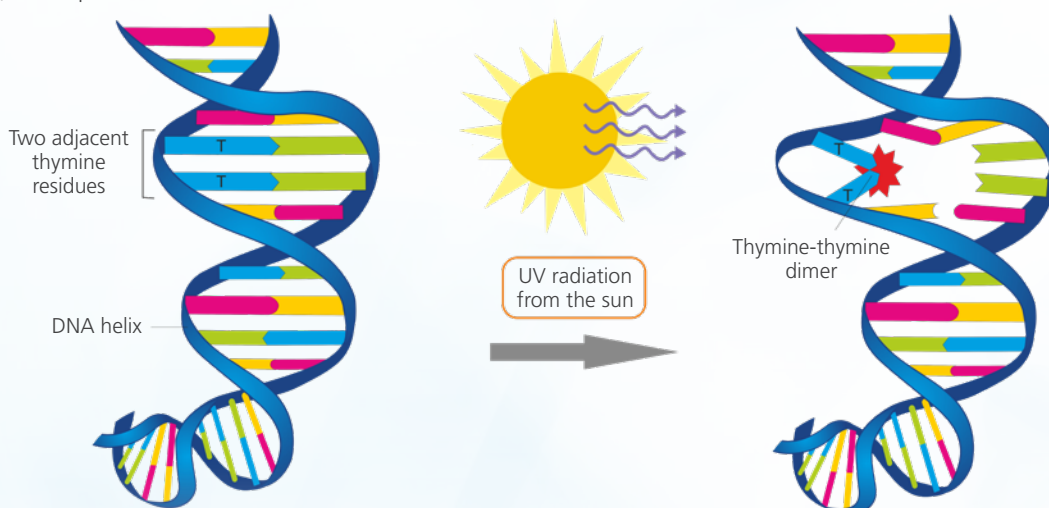 Two adjacent
thymine
residues
T
T
DNA helix
UV radiation
from the sun
T
T
Thymine-thymine
dimer